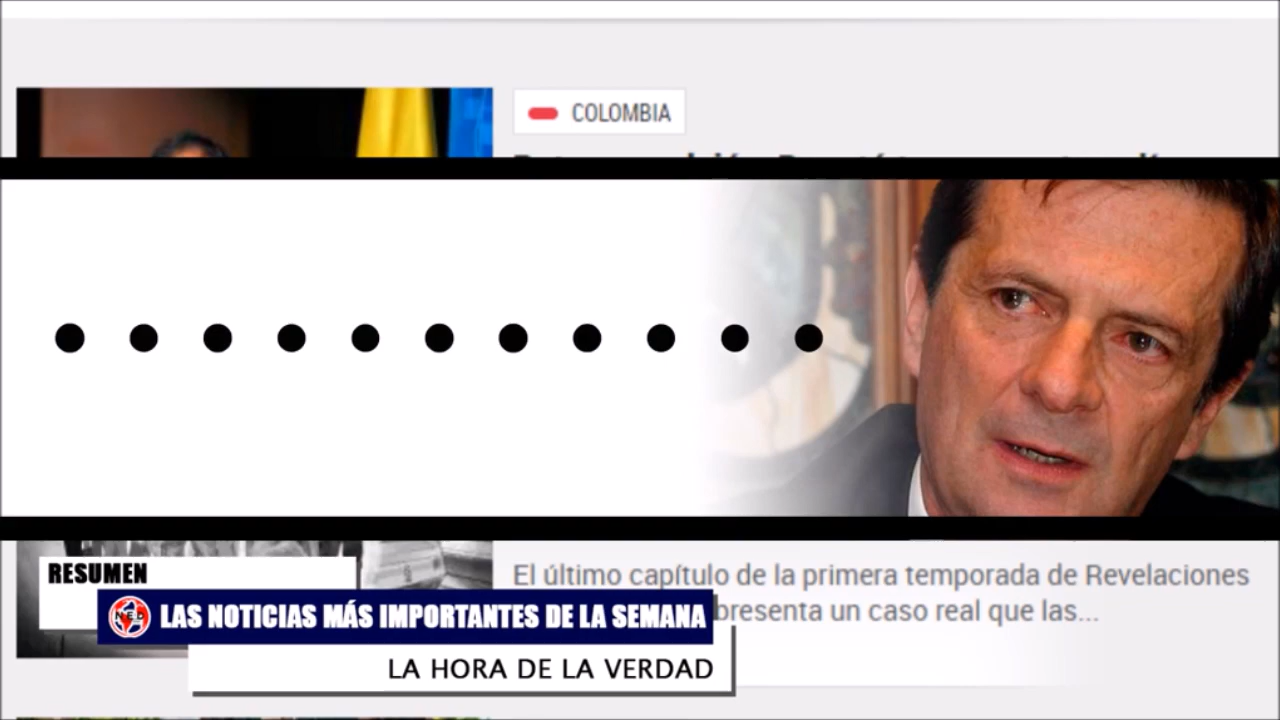 COLOMBIA
El último capítulo de la primera temporada de Revelaciones
presenta un caso real que las...
RESUMEN
LAS NOTICIAS MÁS IMPORTANTES DE LA SEMANA
LA HORA DE LA VERDAD